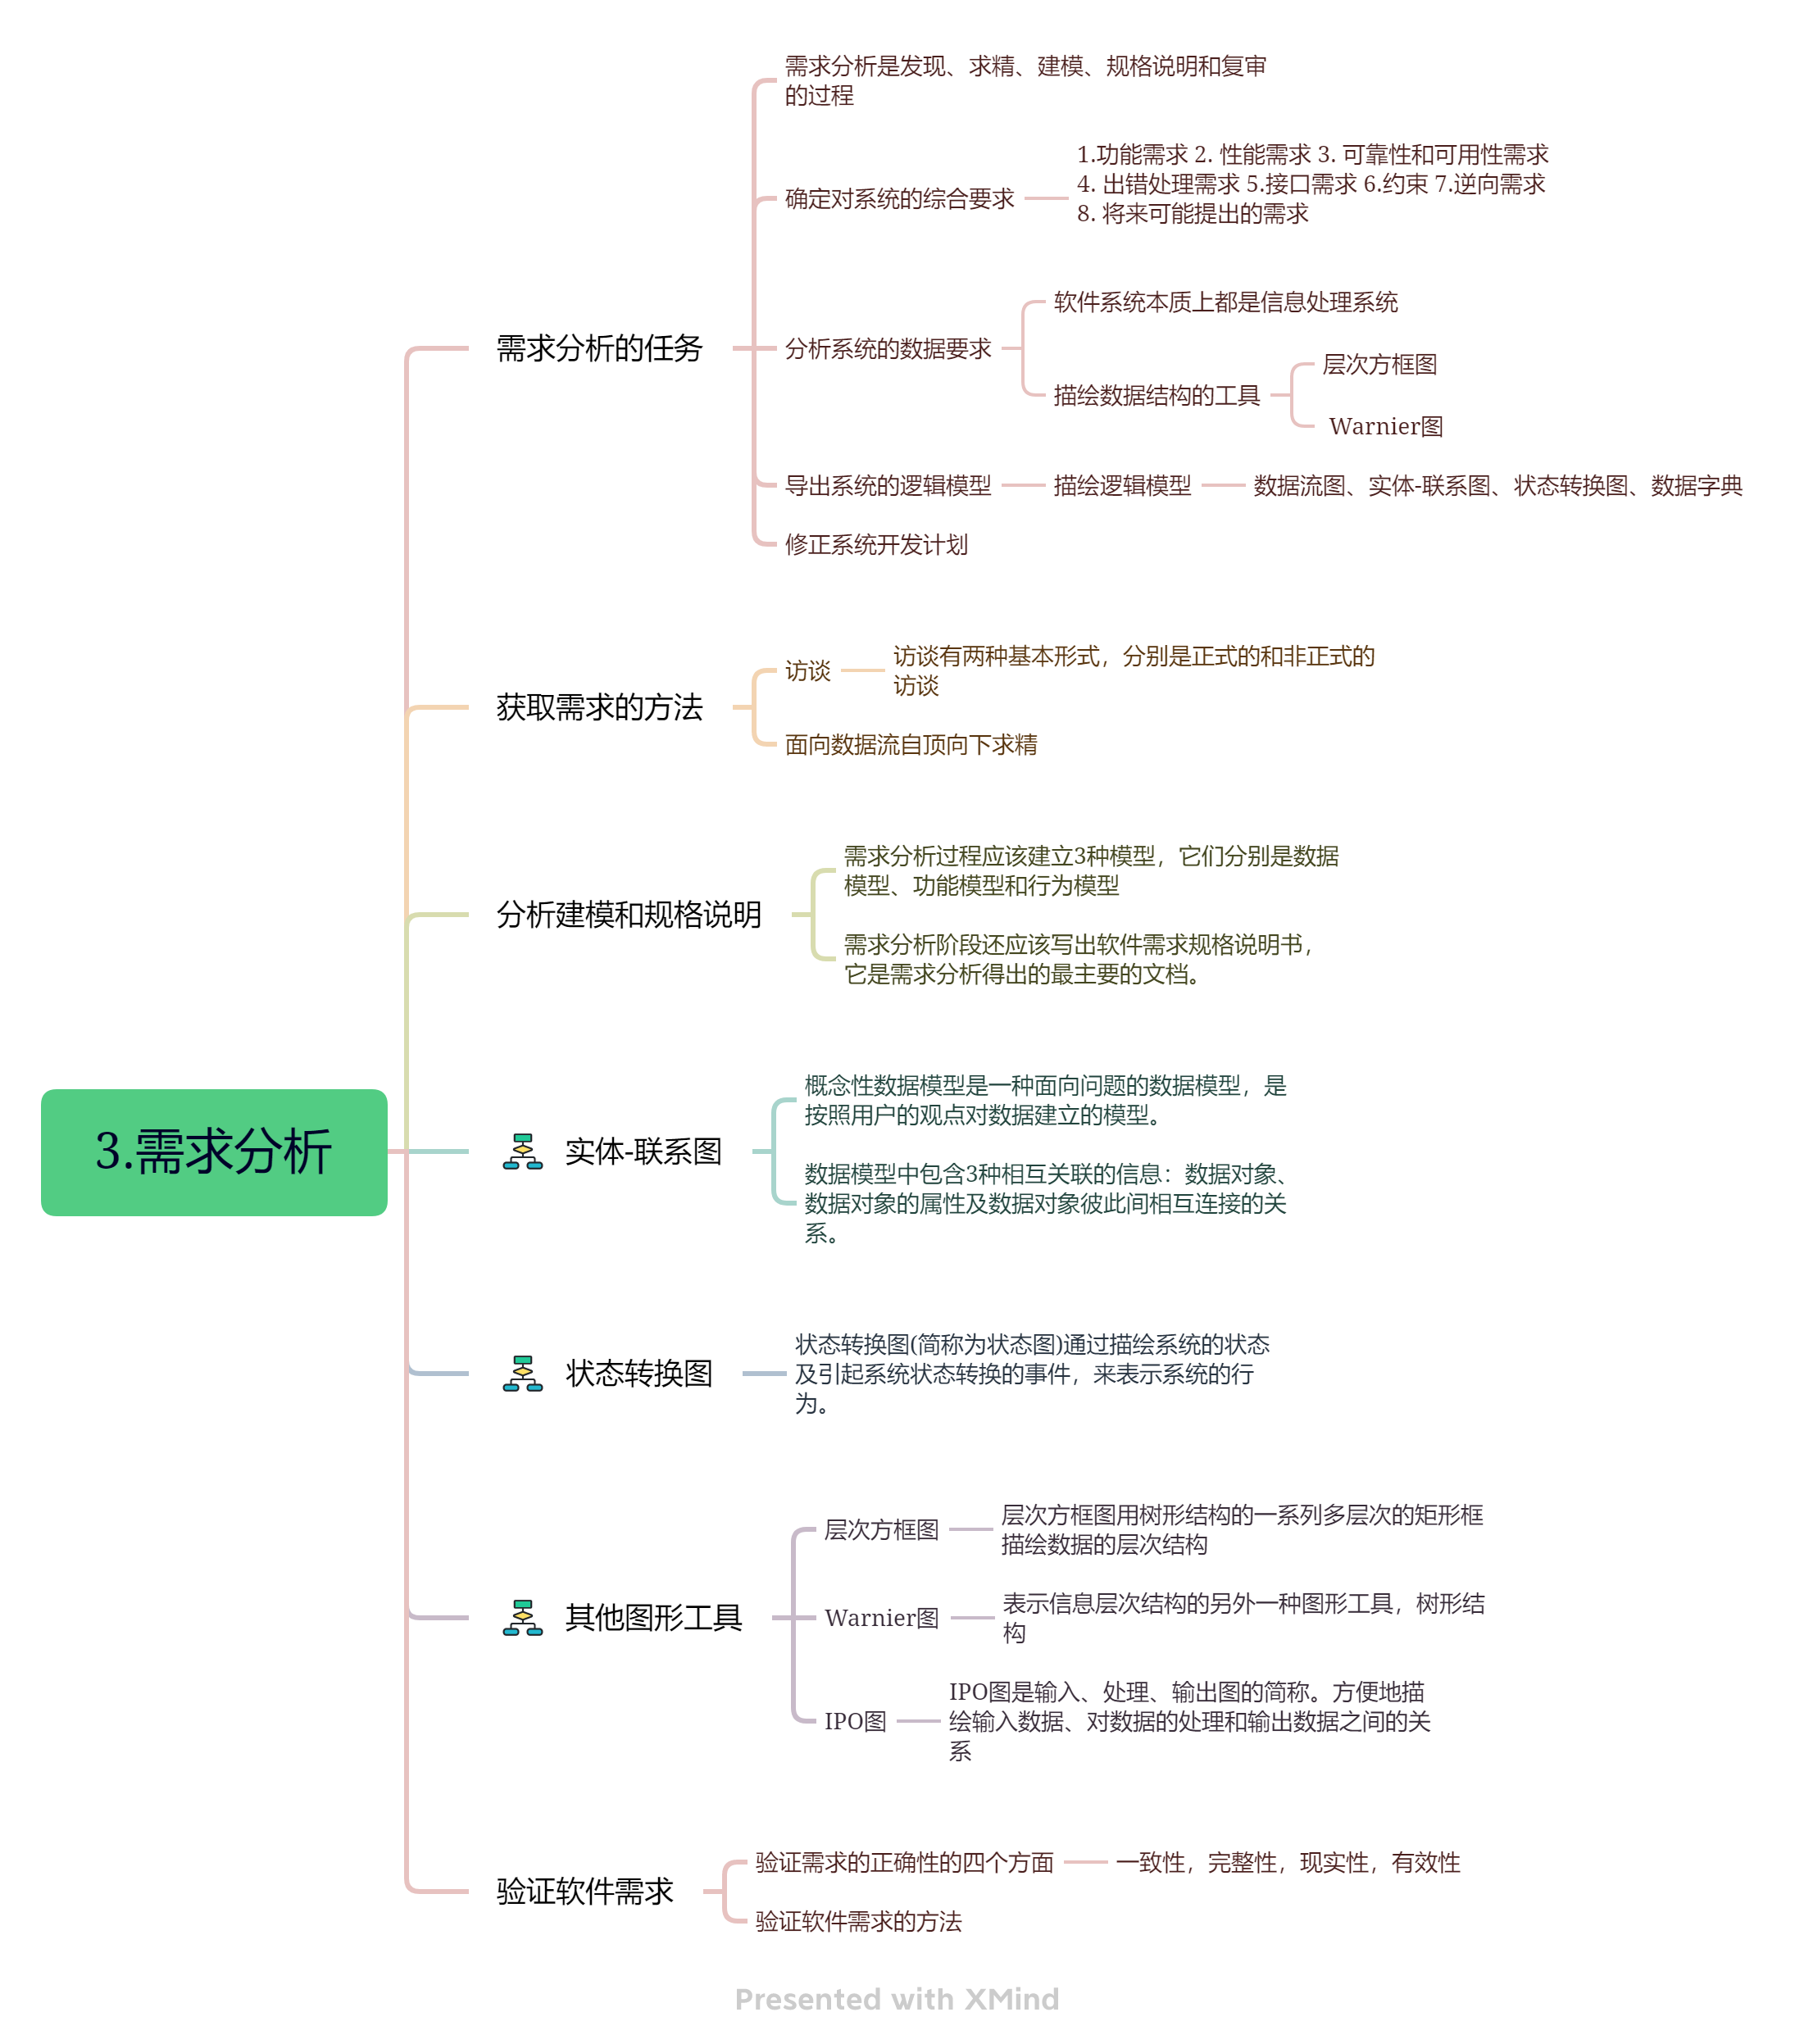 需求分析是发现、求精、建模、规格说明和复审
的过程
1.功能需求 2. 性能需求 3. 可靠性和可用性需求
4. 出错处理需求 5.接口需求 6.约束 7.逆向需求
8. 将来可能提出的需求
确定对系统的综合要求
软件系统本质上都是信息处理系统
需求分析的任务
分析系统的数据要求
层次方框图
描绘数据结构的工具
Warnier图
导出系统的逻辑模型
描绘逻辑模型
数据流图、实体-联系图、状态转换图、数据字典
修正系统开发计划
访谈
访谈有两种基本形式，分别是正式的和非正式的
访谈
获取需求的方法
面向数据流自顶向下求精
需求分析过程应该建立3种模型，它们分别是数据
模型、功能模型和行为模型
分析建模和规格说明
需求分析阶段还应该写出软件需求规格说明书，
它是需求分析得出的最主要的文档。
3.需求分析
概念性数据模型是一种面向问题的数据模型，是
按照用户的观点对数据建立的模型。
实体-联系图
数据模型中包含3种相互关联的信息：数据对象、
数据对象的属性及数据对象彼此间相互连接的关
系。
状态转换图
状态转换图(简称为状态图)通过描绘系统的状态
及引起系统状态转换的事件，来表示系统的行
为。
层次方框图
层次方框图用树形结构的一系列多层次的矩形框
描绘数据的层次结构
其他图形工具
Warnier图
表示信息层次结构的另外一种图形工具，树形结
构
IPO图
IPO图是输入、处理、输出图的简称。方便地描
绘输入数据、对数据的处理和输出数据之间的关
系
验证需求的正确性的四个方面
一致性，完整性，现实性，有效性
验证软件需求
验证软件需求的方法
Presented with XMind